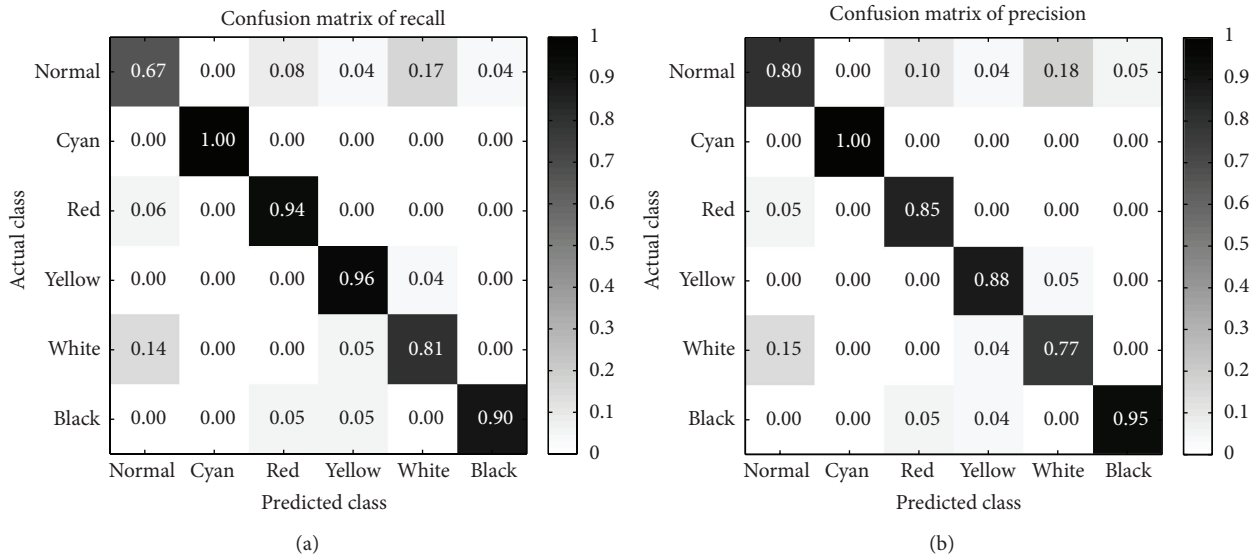 Confusion matrix of recall
Normal 0.67 0.00 0.08 0.04 0.17 0.04
Cyan 0.00 1.00 0.00 0.00 0.00 0.00
Red 0.06 0.00 0.94 0.00 0.00 0.00
Yellow 0.00 0.00 0.00 0.96 0.04 0.00
White 0.14 0.00 0.00 0.05 0.81 0.00
Black 0.00 0.00 0.05 0.05 0.00 0.90
Normal Cyan Red Yellow White Black
Predicted class
Actual class
1
0.9
0.8
0.7
0.6
0.5
0.4
0.3
0.2
0.1
0
(a)
Confusion matrix of precision
Normal 0.80 0.00 0.10 0.04 0.18 0.05
Cyan 0.00 1.00 0.00 0.00 0.00 0.00
Red 0.05 0.00 0.85 0.00 0.00 0.00
Yellow 0.00 0.00 0.00 0.88 0.05 0.00
White 0.15 0.00 0.00 0.04 0.77 0.00
Black 0.00 0.00 0.05 0.04 0.00 0.95
Normal Cyan Red Yellow White Black
Predicted class
Actual class
1
0.9
0.8
0.7
0.6
0.5
0.4
0.3
0.2
0.1
0
(b)